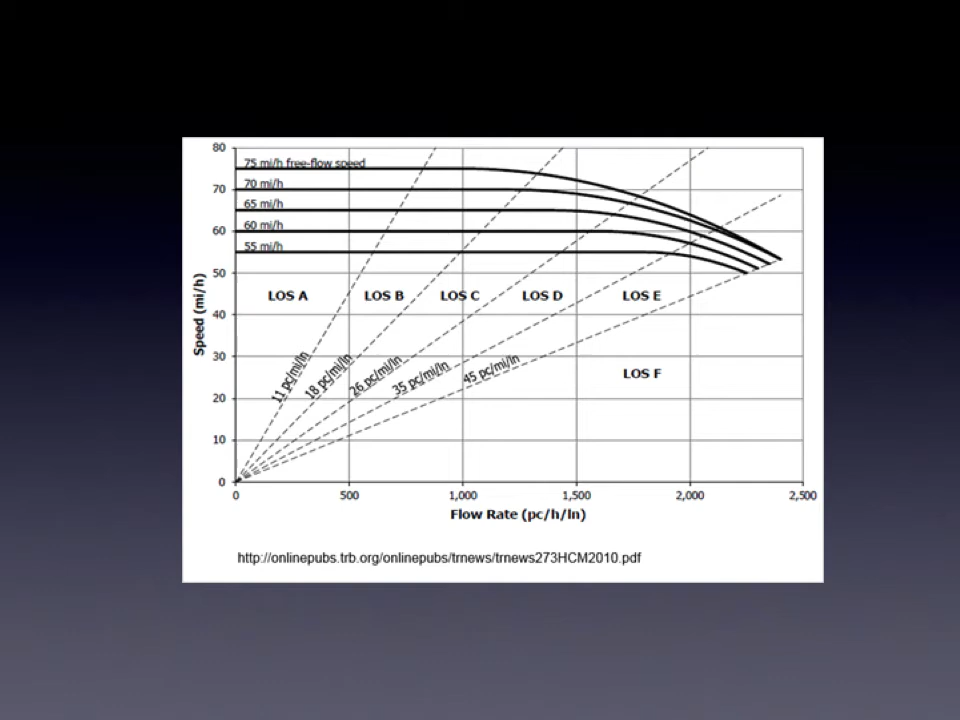 80
75 mi/h free-flow speed
70
70 mi/h
65 mi/h
60
60 mi/h
55 mi/h
50
LOS A
LOS B
LOS C
LOS D
LOS E
40
Speed (mi/h)
30
11 pc/mi/ln
18 pc/mi/ln
26 pc/mi/ln
35 pc/mi/ln
45 pc/mi/ln
LOS F
20
10
0
0
500
1,000
1,500
2,000
2,500
Flow Rate (pc/h/ln)
http://onlinepubs.trb.org/onlinepubs/trnews/trnews273HCM2010.pdf